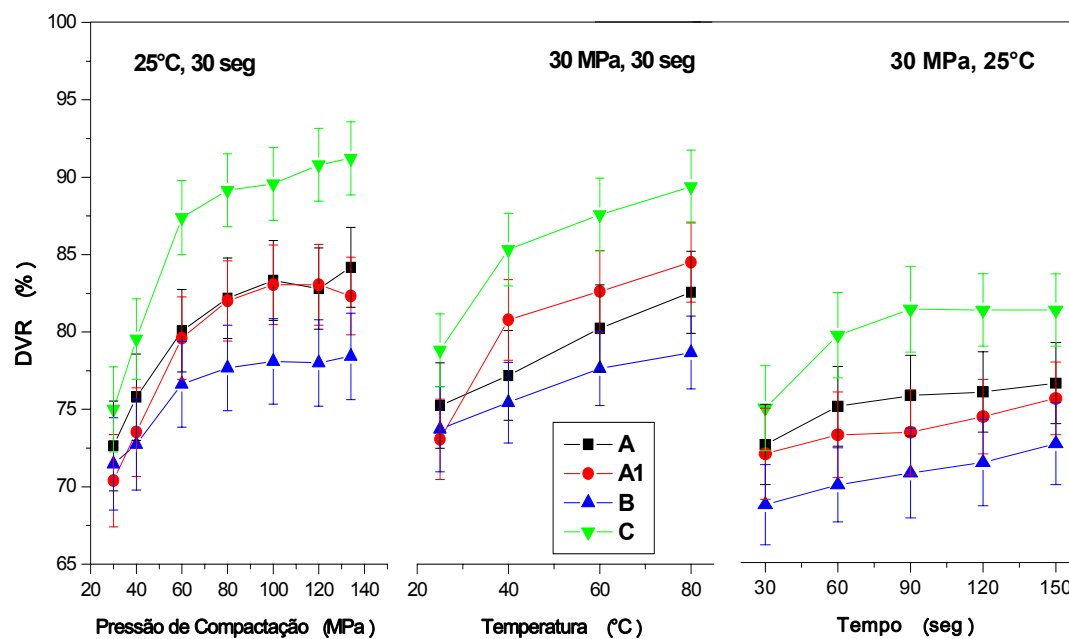 100
95
90
85
80
75
70
65
DVR (%)
25°C, 30 seg
30 MPa, 30 seg
30 MPa, 25°C
A
A1
B
C
20 40 60 80 100 120 140
20 40 60 80
30 60 90 120 150
Pressão de Compactação (MPa)
Temperatura (°C)
Tempo (seg)